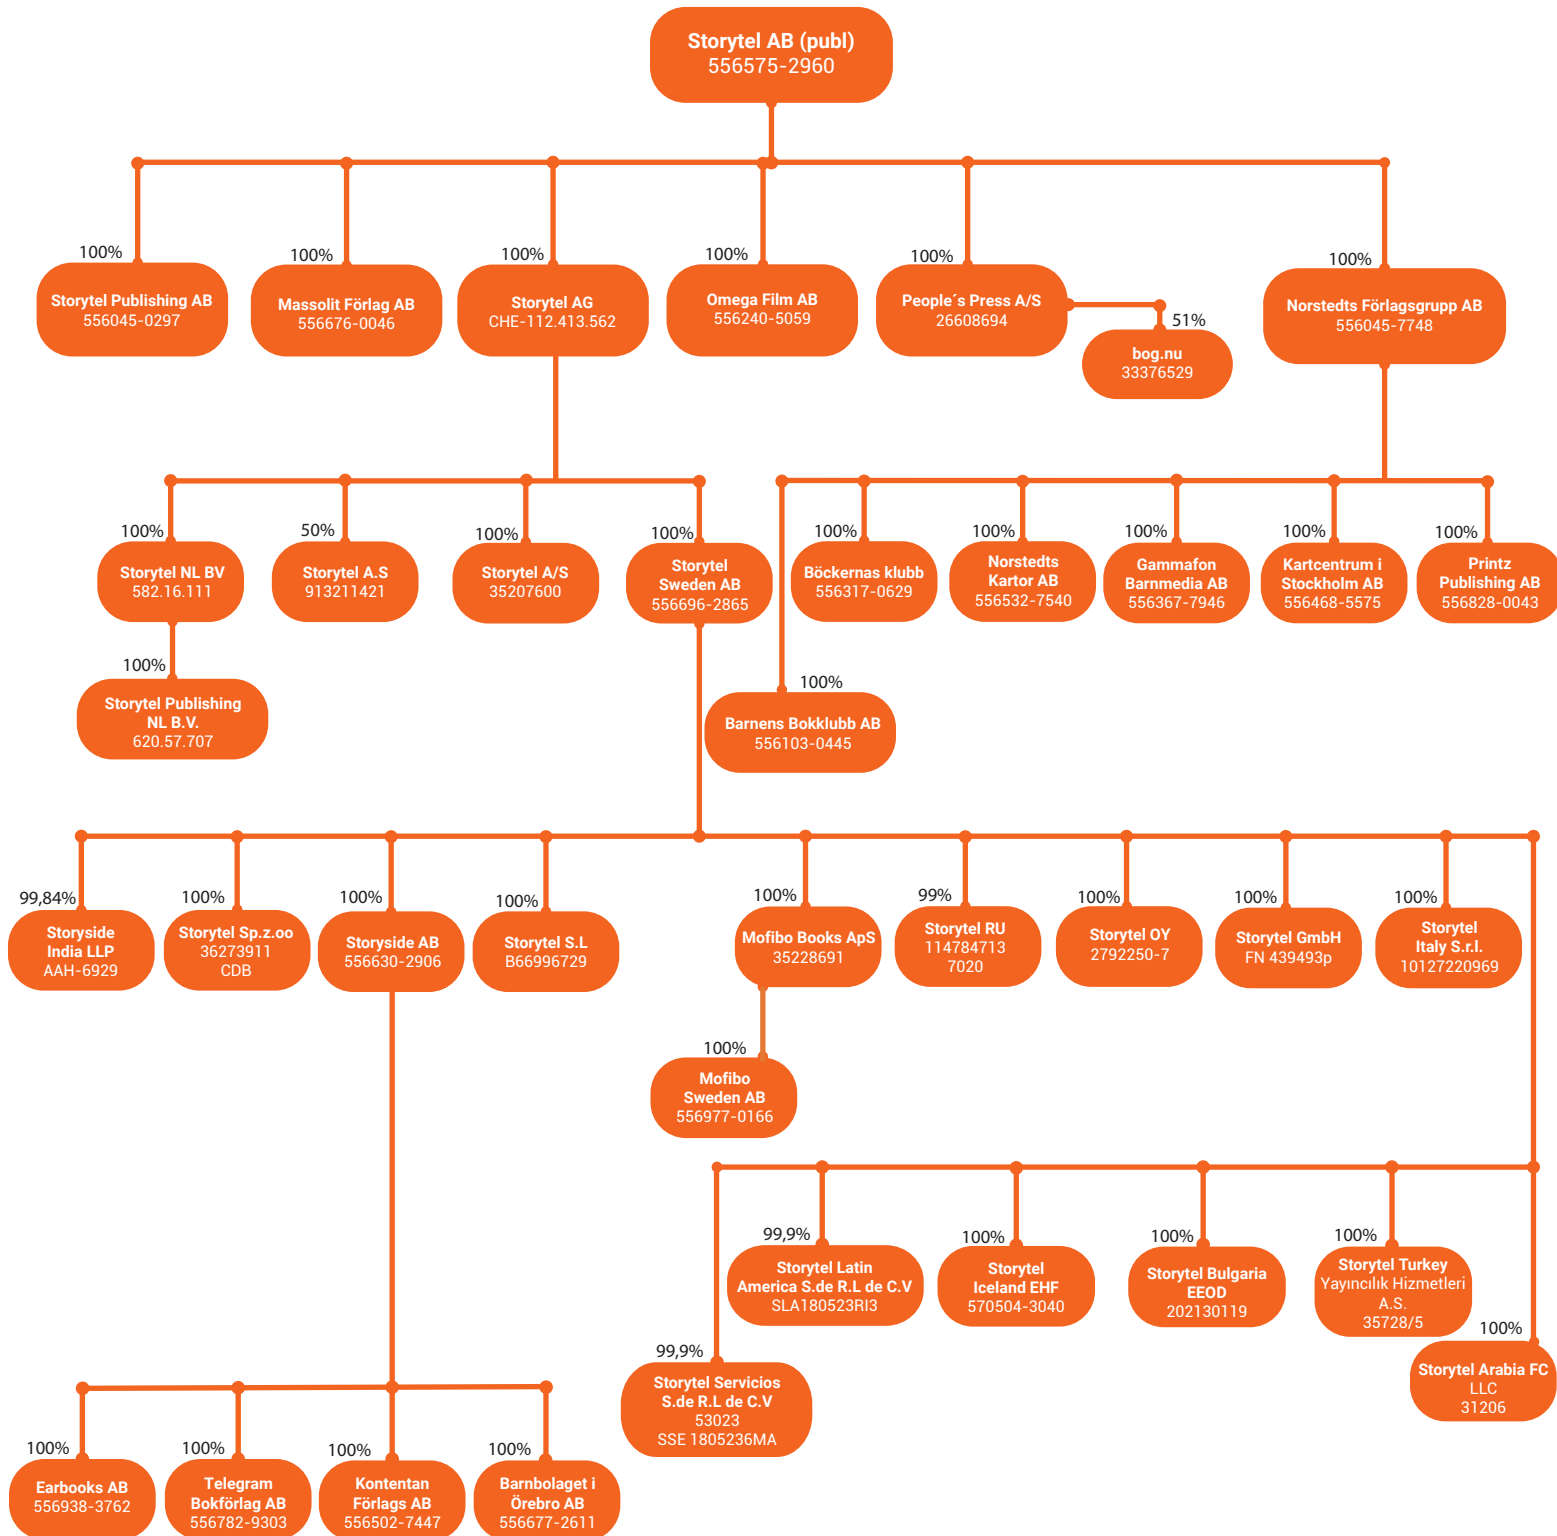 Storytel AB (publ)
556575-2960
100%
Storytel Publishing AB
556045-0297
100%
Massolit Förlag AB
556676-0046
100%
Storytel AG
CHE-112.413.562
100%
Omega Film AB
556240-5059
100%
People´s Press A/S
26608694
51%
bog.nu
33376529
100%
Norstedts Förlagsgrupp AB
556045-7748
100%
Storytel NL BV
582.16.111
50%
Storytel A.S
913211421
100%
Storytel A/S
35207600
100%
Storytel
Sweden AB
556696-2865
100%
Böckernas klubb
556317-0629
100%
Norstedts
Kartor AB
556532-7540
100%
Gammafon
Barnmedia AB
556367-7946
100%
Kartcentrum i
Stockholm AB
556468-5575
100%
Printz
Publishing AB
556828-0043
100%
Storytel Publishing
NL B.V.
620.57.707
100%
Barnens Bokklubb AB
556103-0445
99,84%
Storyside
India LLP
AAH-6929
100%
Storytel Sp.z.oo
36273911
CDB
100%
Storyside AB
556630-2906
100%
Storytel S.L
B66996729
100%
Mofibo Books ApS
35228691
99%
Storytel RU
114784713
7020
100%
Storytel OY
2792250-7
100%
Storytel GmbH
FN 439493p
100%
Storytel
Italy S.r.l.
10127220969
100%
Mofibo
Sweden AB
556977-0166
99,9%
Storytel Latin
America S.de R.L de C.V
SLA180523RI3
100%
Storytel
Iceland EHF
570504-3040
100%
Storytel Bulgaria
EEOD
202130119
100%
Storytel Turkey
Yayıncılık Hizmetleri
A.S.
35728/5
100%
Storytel Arabia FC
LLC
31206
99,9%
Storytel Servicios
S.de R.L de C.V
53023
SSE 1805236MA
100%
Earbooks AB
556938-3762
100%
Telegram
Bokförlag AB
556782-9303
100%
Kontentan
Förlags AB
556502-7447
100%
Barnbolaget i
Örebro AB
556677-2611